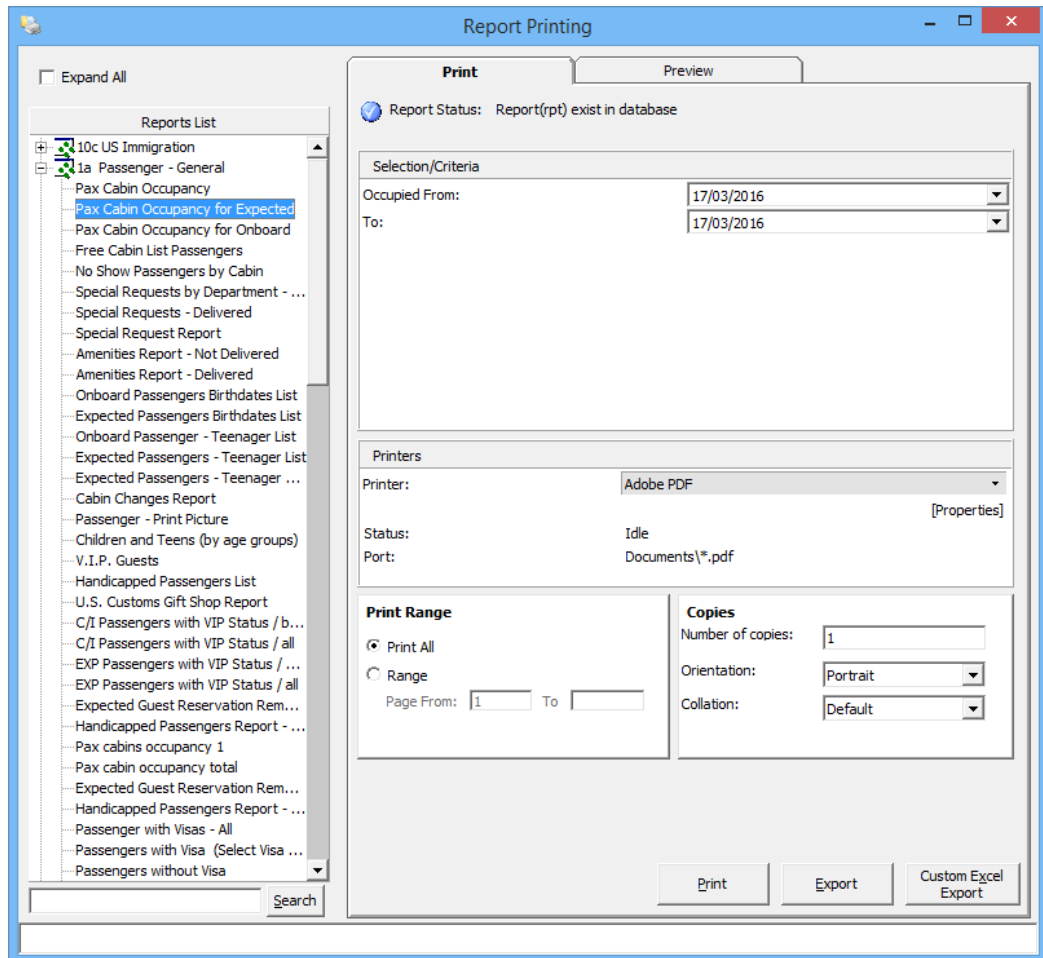 Report Printing
Expand All
Reports List
10c US Immigration
1a Passenger - General
Pax Cabin Occupancy
Pax Cabin Occupancy for Expected
Pax Cabin Occupancy for Onboard
Free Cabin List Passengers
No Show Passengers by Cabin
Special Requests by Department - ...
Special Requests - Delivered
Special Request Report
Amenities Report - Not Delivered
Amenities Report - Delivered
Onboard Passengers Birthdates List
Expected Passengers Birthdates List
Onboard Passenger - Teenager List
Expected Passengers - Teenager List
Expected Passengers - Teenager ...
Cabin Changes Report
Passenger - Print Picture
Children and Teens (by age groups)
V.I.P. Guests
Handicapped Passengers List
U.S. Customs Gift Shop Report
C/I Passengers with VIP Status / b...
C/I Passengers with VIP Status / all
EXP Passengers with VIP Status / ...
EXP Passengers with VIP Status / all
Expected Guest Reservation Rem...
Handicapped Passengers Report - ...
Pax cabins occupancy 1
Pax cabin occupancy total
Expected Guest Reservation Rem...
Handicapped Passengers Report - ...
Passenger with Visas - All
Passengers with Visa (Select Visa ...
Passengers without Visa
Search
Print Preview
Report Status: Report(rpt) exist in database
Selection/Criteria
Occupied From: 17/03/2016
To: 17/03/2016
Printers
Printer: Adobe PDF
[Properties]
Status: Idle
Port: Documents\*.pdf
Print Range
Print All
Range
Page From: 1 To
Copies
Number of copies: 1
Orientation: Portrait
Collation: Default
Print Export Custom Excel
Export